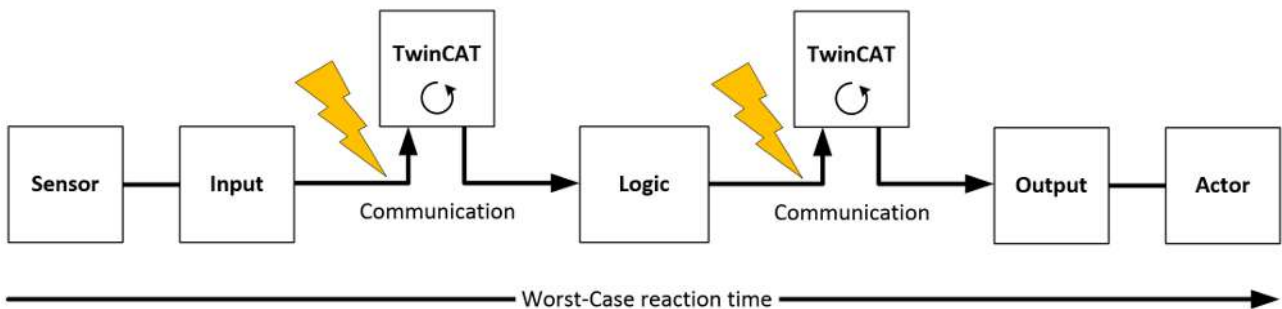 TwinCAT
TwinCAT
Sensor
Input
Logic
Output
Actor
Communication
Communication
Worst-Case reaction time